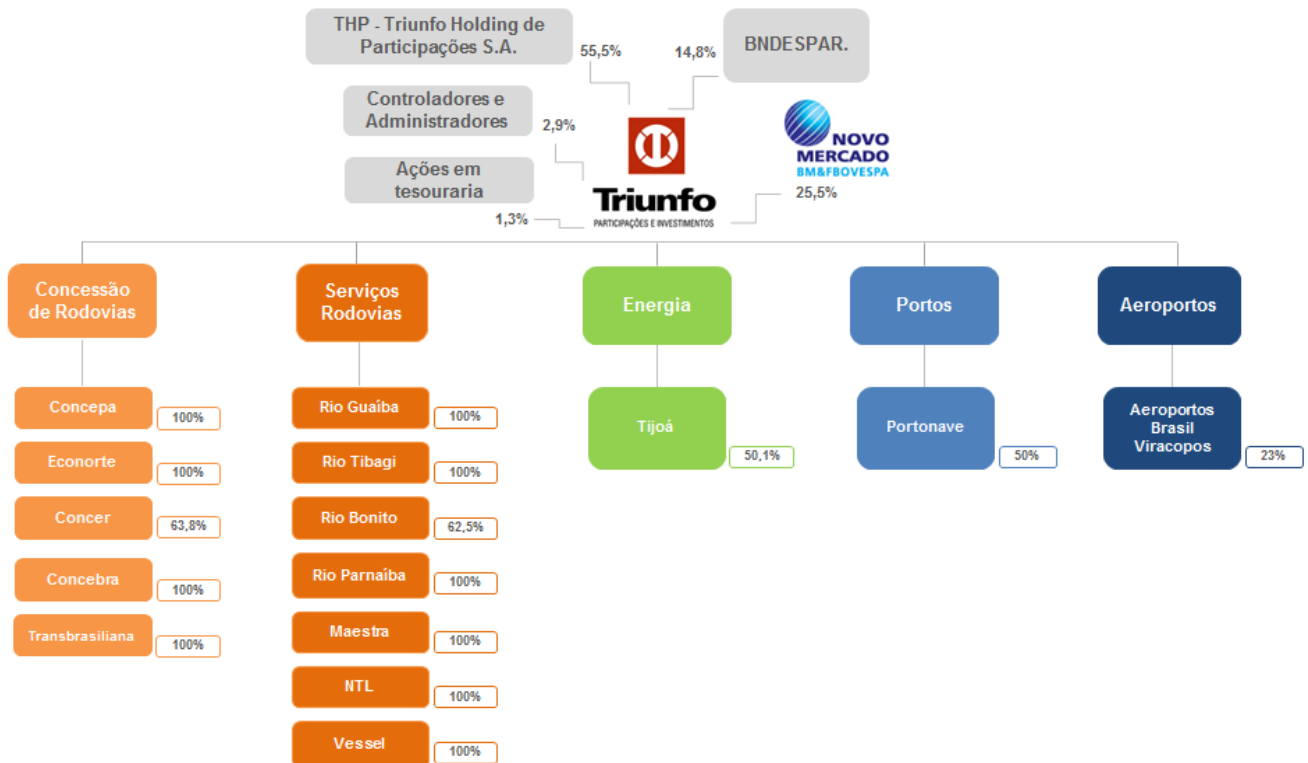 THP - Triunfo Holding de
Participações S.A.
55,5%
14,8%
BNDESPAR.
Controladores e
Administradores
2,9%
NOVO
MERCADO
BM&FBOVESPA
25,5%
Ações em
tesouraria
1,3%
Triunfo
PARTICIPAÇÕES E INVESTIMENTOS
Concessão
de Rodovias
Serviços
Rodovias
Energia
Portos
Aeroportos
Concepa
100%
Econorte
100%
Concer
63,8%
Concebra
100%
Transbrasiliana
100%
Rio Guaíba
100%
Rio Tibagi
100%
Rio Bonito
62,5%
Rio Parnaíba
100%
Maestra
100%
NTL
100%
Vessel
100%
Tijoá
50,1%
Portonave
50%
Aeroportos
Brasil
Viracopos
23%